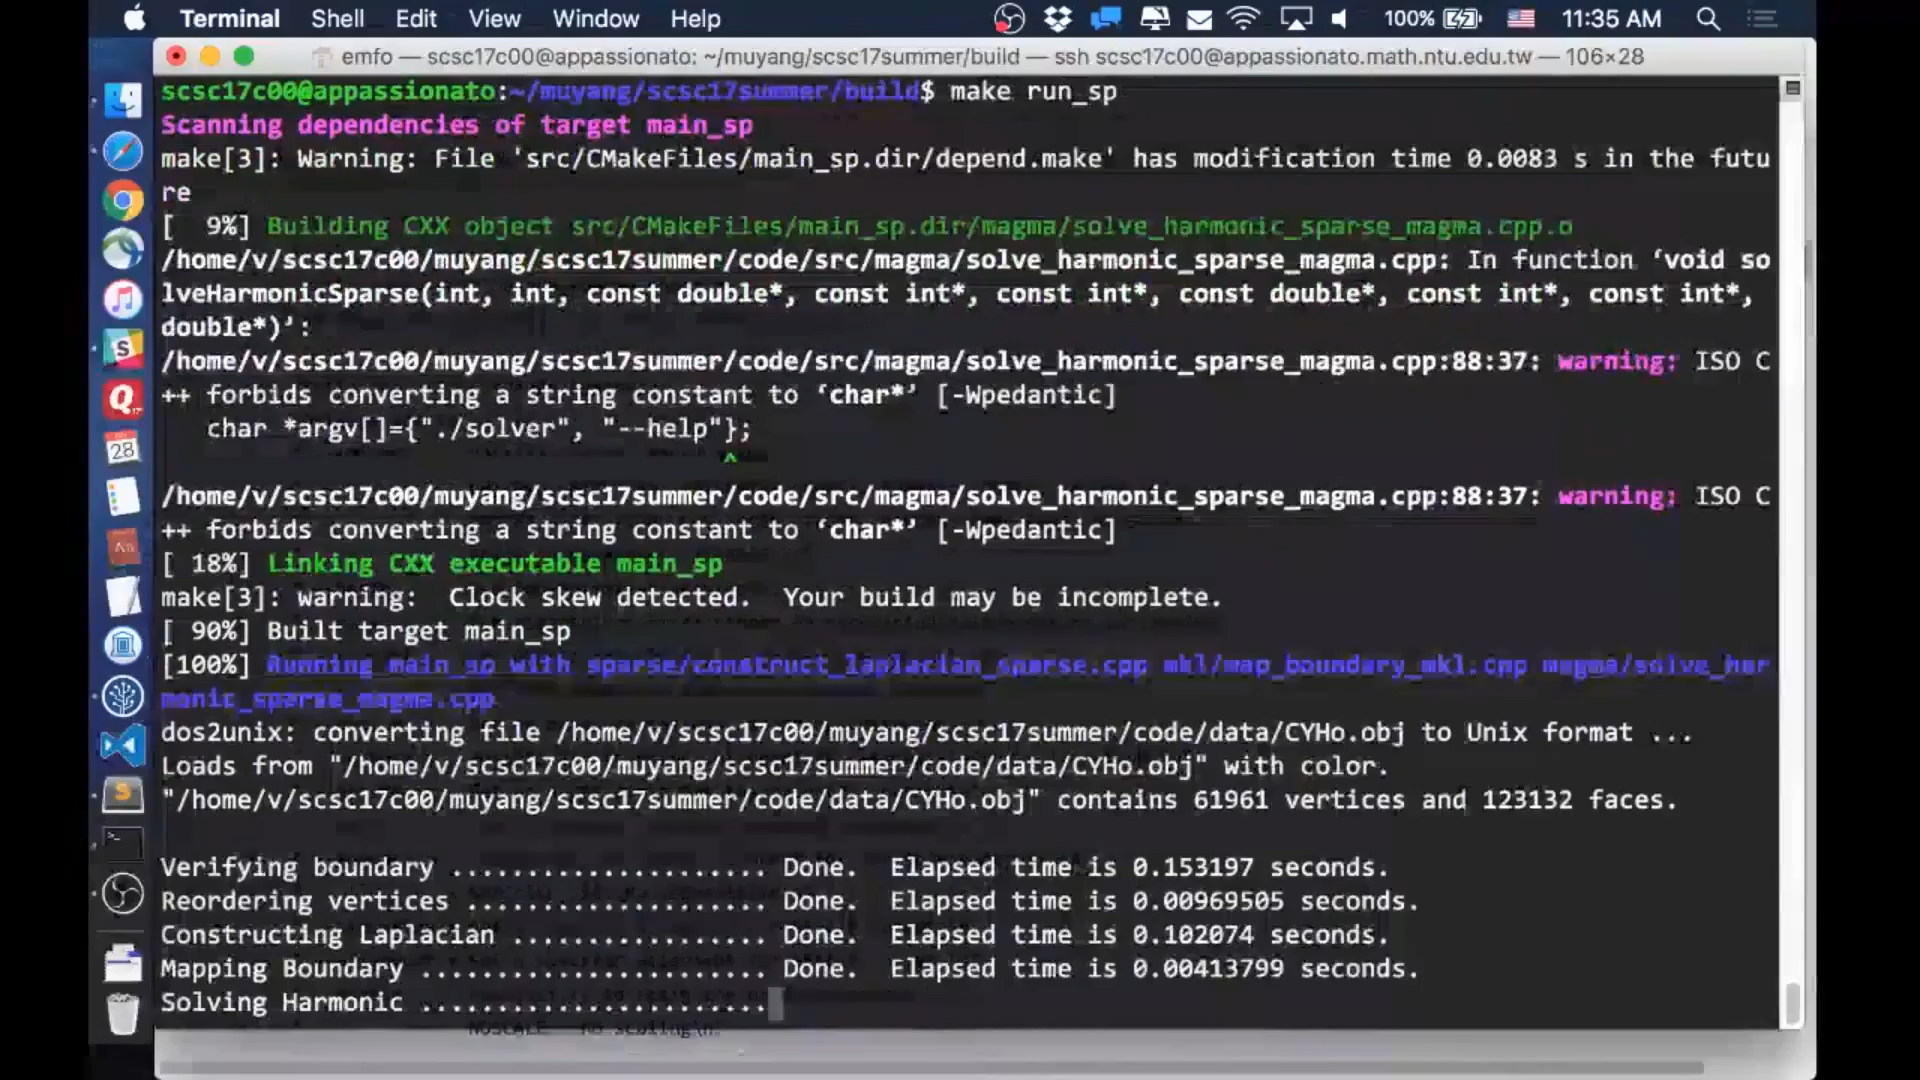 Terminal Shell Edit View Window Help 100% 11:35 AM
emfo — scsc17c00@appassionato: ~/muyang/scsc17summer/build — ssh scsc17c00@appassionato.math.ntu.edu.tw — 106×28
scsc17c00@appassionato:~/muyang/scsc17summer/build$ make run_sp
Scanning dependencies of target main_sp
make[3]: Warning: File 'src/CMakeFiles/main_sp.dir/depend.make' has modification time 0.0083 s in the futu
re
[  9%] Building CXX object src/CMakeFiles/main_sp.dir/magma/solve_harmonic_sparse_magma.cpp.o
/home/v/scsc17c00/muyang/scsc17summer/code/src/magma/solve_harmonic_sparse_magma.cpp: In function ‘void so
lveHarmonicSparse(int, int, const double*, const int*, const int*, const double*, const int*, const int*,
double*)’:
/home/v/scsc17c00/muyang/scsc17summer/code/src/magma/solve_harmonic_sparse_magma.cpp:88:37: warning: ISO C
++ forbids converting a string constant to ‘char*’ [-Wpedantic]
   char *argv[]={"./solver", "--help"};
^
/home/v/scsc17c00/muyang/scsc17summer/code/src/magma/solve_harmonic_sparse_magma.cpp:88:37: warning: ISO C
++ forbids converting a string constant to ‘char*’ [-Wpedantic]
[ 18%] Linking CXX executable main_sp
make[3]: warning:  Clock skew detected.  Your build may be incomplete.
[ 90%] Built target main_sp
[100%] Running main_sp with sparse/construct_laplacian_sparse.cpp mkl/map_boundary_mkl.cpp magma/solve_har
monic_sparse_magma.cpp
dos2unix: converting file /home/v/scsc17c00/muyang/scsc17summer/code/data/CYHo.obj to Unix format ...
Loads from "/home/v/scsc17c00/muyang/scsc17summer/code/data/CYHo.obj" with color.
"/home/v/scsc17c00/muyang/scsc17summer/code/data/CYHo.obj" contains 61961 vertices and 123132 faces.
Verifying boundary ..................... Done.  Elapsed time is 0.153197 seconds.
Reordering vertices .................... Done.  Elapsed time is 0.00969505 seconds.
Constructing Laplacian ................. Done.  Elapsed time is 0.102074 seconds.
Mapping Boundary ....................... Done.  Elapsed time is 0.00413799 seconds.
Solving Harmonic .......................
NOSCALE no scaling\n
28